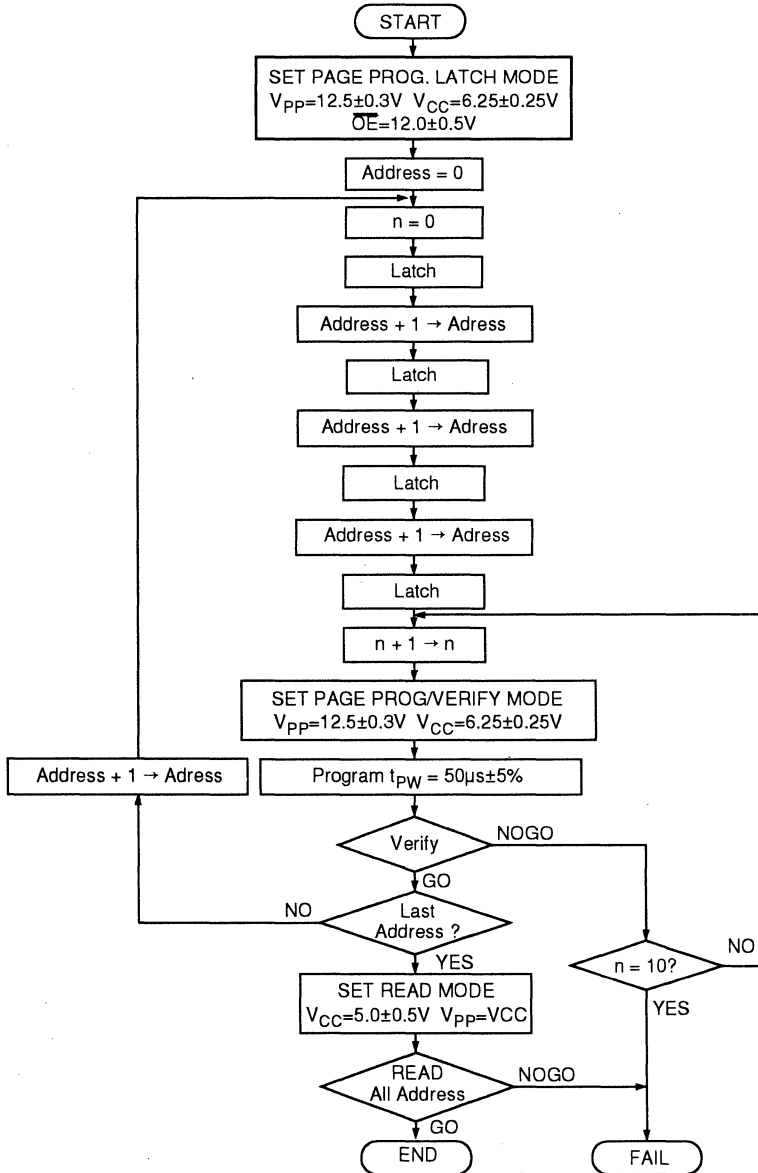 START
SET PAGE PROG. LATCH MODE
VPP=12.5±0.3V VCC=6.25±0.25V
O̅E̅=12.0±0.5V
Address = 0
n = 0
Latch
Address + 1 → Adress
Latch
Address + 1 → Adress
Latch
Address + 1 → Adress
Latch
n + 1 → n
SET PAGE PROG/VERIFY MODE
VPP=12.5±0.3V VCC=6.25±0.25V
Address + 1 → Adress
Program tPW = 50µs±5%
Verify
NOGO
GO
NO
Last
Address ?
YES
n = 10?
NO
YES
SET READ MODE
VCC=5.0±0.5V VPP=VCC
READ
All Address
NOGO
GO
END
FAIL